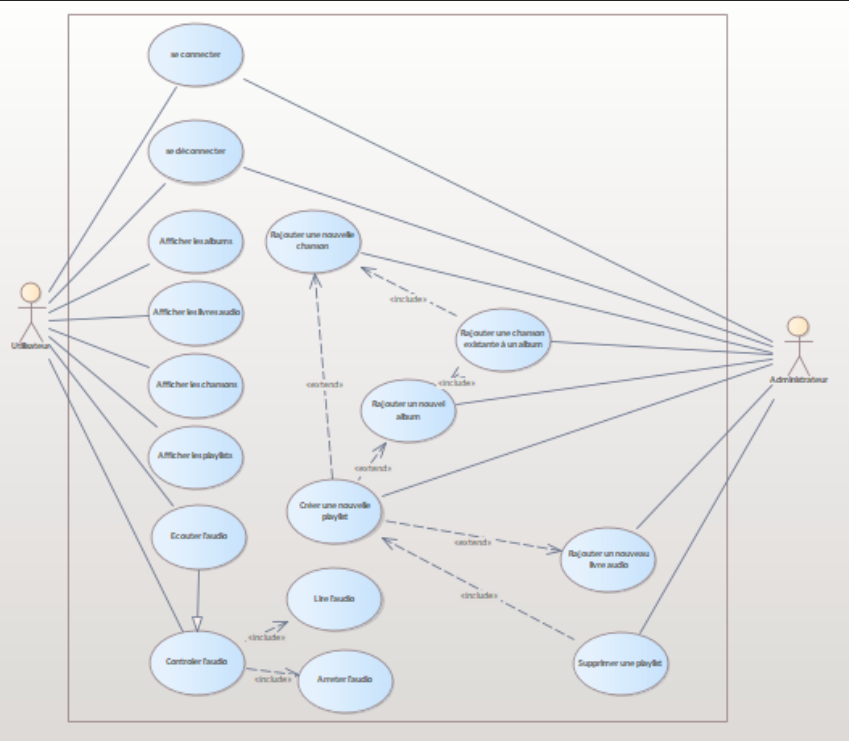 se connecter
se déconnecter
Afficher les albums
Rajouter une nouvelle
chanson
«include»
Afficher les livres audio
Utilisateur
Rajouter une chanson
existante à un album
Administrateur
Afficher les chansons
«extend»
«include»
Rajouter un nouvel
album
Afficher les playlists
«extend»
Créer une nouvelle
playlist
Ecouter l'audio
«extend»
Rajouter un nouveau
livre audio
Lire l'audio
«include»
«include»
Controler l'audio
Supprimer une playlist
«include»
Arreter l'audio